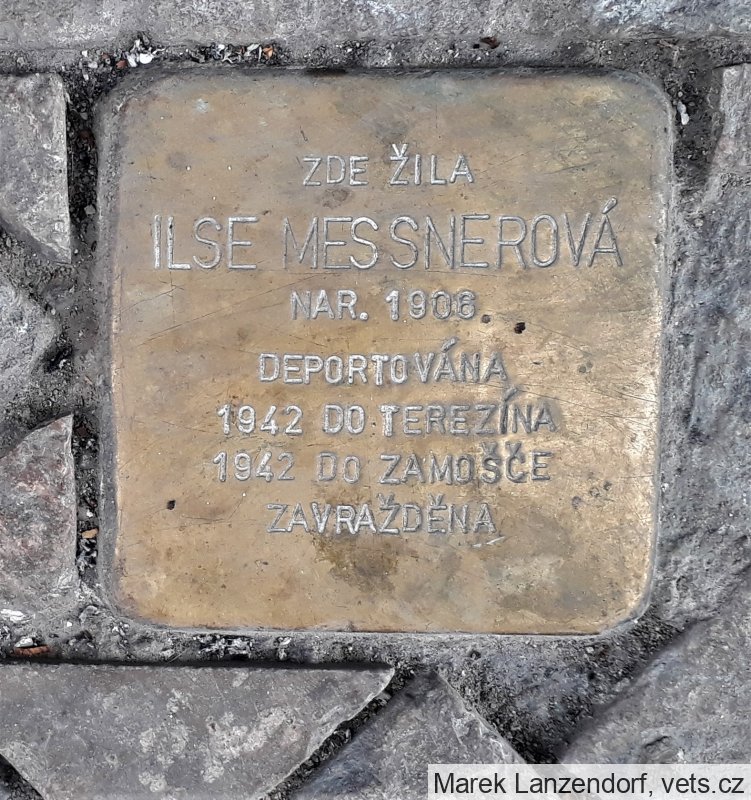 ZDE ŽILA
ILSE MESSNEROVÁ
NAR. 1906
DEPORTOVÁNA
1942 DO TEREZÍNA
1942 DO ZAMOŠČE
ZAVRAŽDĚNA
Marek Lanzendorf, vets.cz